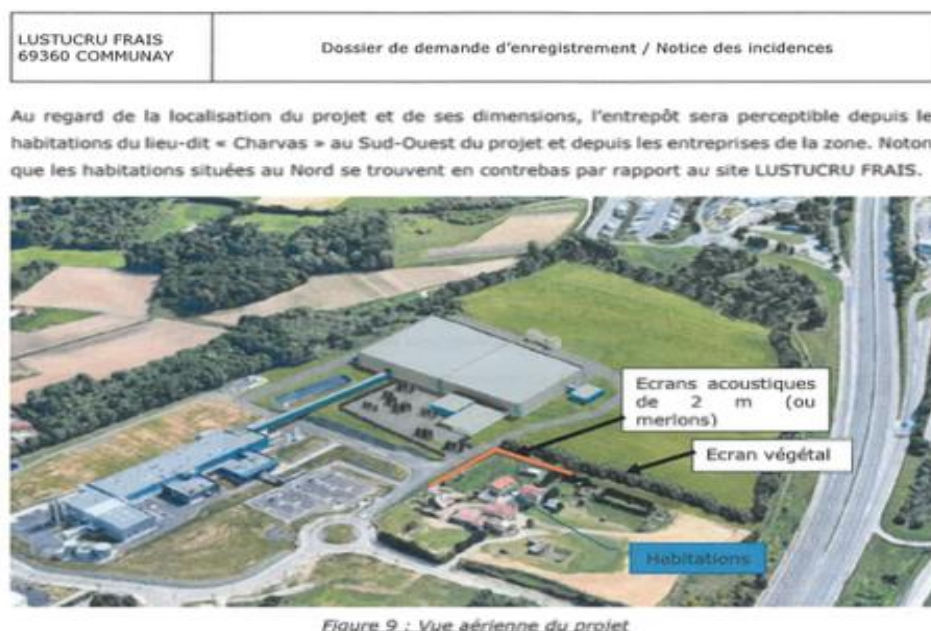 LUSTUCRU FRAIS
69360 COMMUNAY
Dossier de demande d'enregistrement / Notice des incidences
Au regard de la localisation du projet et de ses dimensions, l'entrepôt sera perceptible depuis le
habitations du lieu-dit « Charvas » au Sud-Ouest du projet et depuis les entreprises de la zone. Noton
que les habitations situées au Nord se trouvent en contrebas par rapport au site LUSTUCRU FRAIS.
Ecrans acoustiques
de 2 m (ou
merlons)
Ecran végétal
Habitations
Figure 9 : Vue aérienne du projet